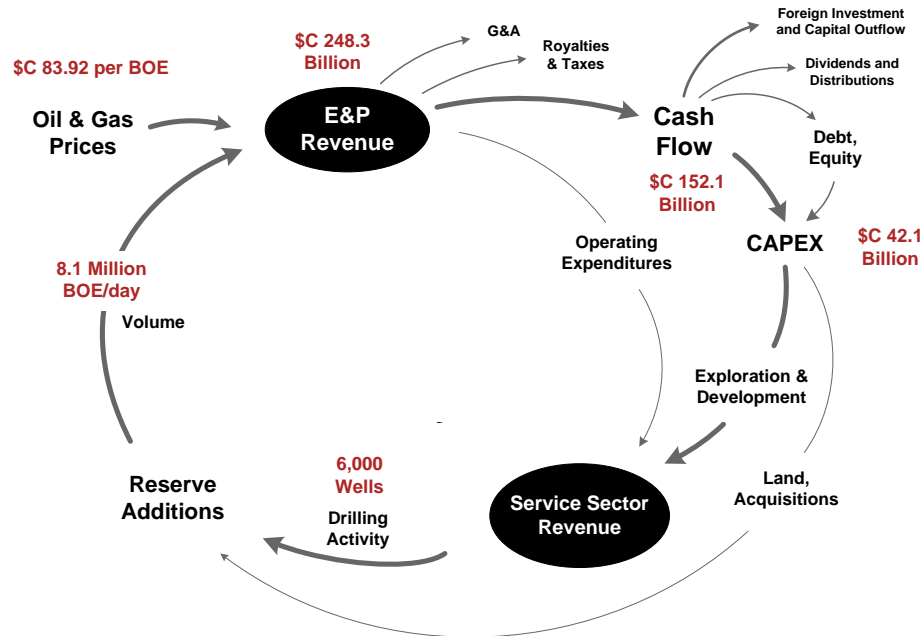 Foreign Investment
and Capital Outflow
G&A
$C 248.3
Billion
Royalties
& Taxes
$C 83.92 per BOE
Dividends and
Distributions
Oil & Gas
Prices
E&P
Revenue
Cash
Flow
Debt,
Equity
$C 152.1
Billion
CAPEX
$C 42.1
Billion
Operating
Expenditures
8.1 Million
BOE/day
Volume
Exploration &
Development
6,000
Wells
Reserve
Additions
Drilling
Activity
Service Sector
Revenue
Land,
Acquisitions